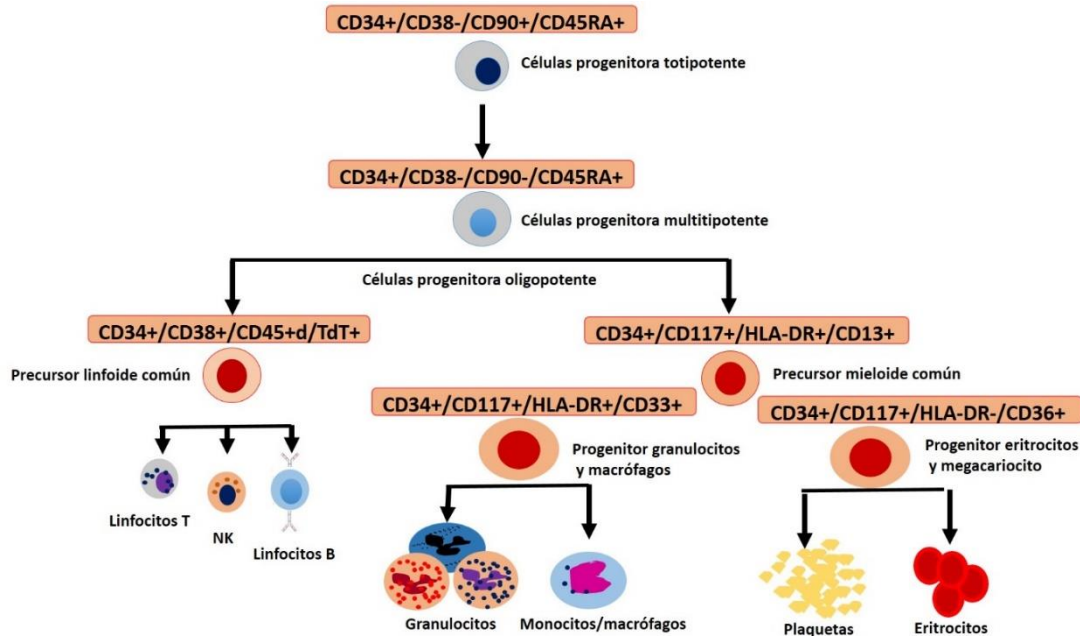 CD34+/CD38-/CD90+/CD45RA+
Células progenitora totipotente
CD34+/CD38-/CD90-/CD45RA+
Células progenitora multitipotente
Células progenitora oligopotente
CD34+/CD38+/CD45+d/TdT+
Precursor linfoide común
CD34+/CD117+/HLA-DR+/CD13+
Precursor mieloide común
CD34+/CD117+/HLA-DR+/CD33+
Progenitor granulocitos
y macrófagos
CD34+/CD117+/HLA-DR-/CD36+
Progenitor eritrocitos
y megacariocito
Linfocitos T
NK
Linfocitos B
Granulocitos
Monocitos/macrófagos
Plaquetas
Eritrocitos